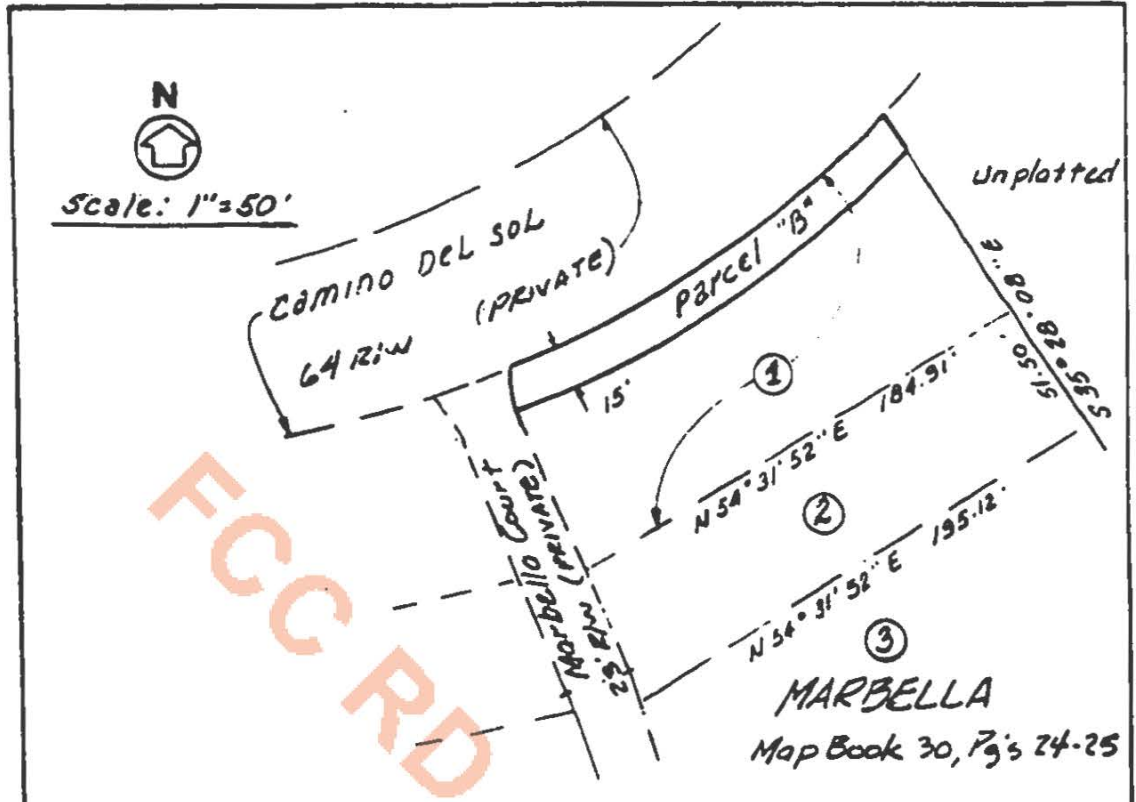 N
Scale: 1"=50'
unplatted
CAMINO DEL SOL
(PRIVATE)
64 R/W
Parcel "B"
15'
1
S 35° 28' 08" E
51.50'
N 54° 31' 52" E 184.91'
2
Marbello Court
(PRIVATE)
29' R/W
N 54° 31' 52" E 195.12'
3
MARBELLA
Map Book 30, Pg's 24-25
FCC RD